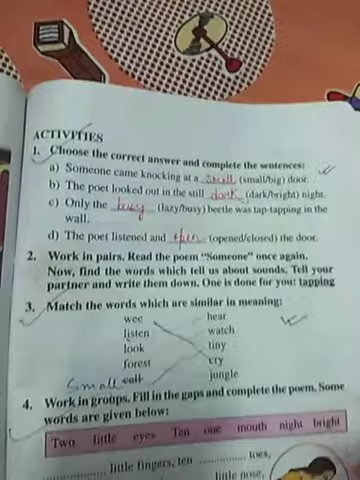 ACTIVITIES
1. Choose the correct answer and complete the sentences:
a) Someone came knocking at a small (small/big) door.
b) The poet looked out in the still dark (dark/bright) night.
c) Only the busy (lazy/busy) beetle was tap-tapping in the
wall.
d) The poet listened and open (opened/closed) the door.
2. Work in pairs. Read the poem "Someone" once again.
Now, find the words which tell us about sounds. Tell your
partner and write them down. One is done for you: tapping
3. Match the words which are similar in meaning:
wee hear
listen watch
look tiny
forest cry
Small call jungle
4. Work in groups. Fill in the gaps and complete the poem. Some
words are given below:
Two little eyes Ten one mouth night bright
.................... little fingers, ten ............... toes,
little nose,